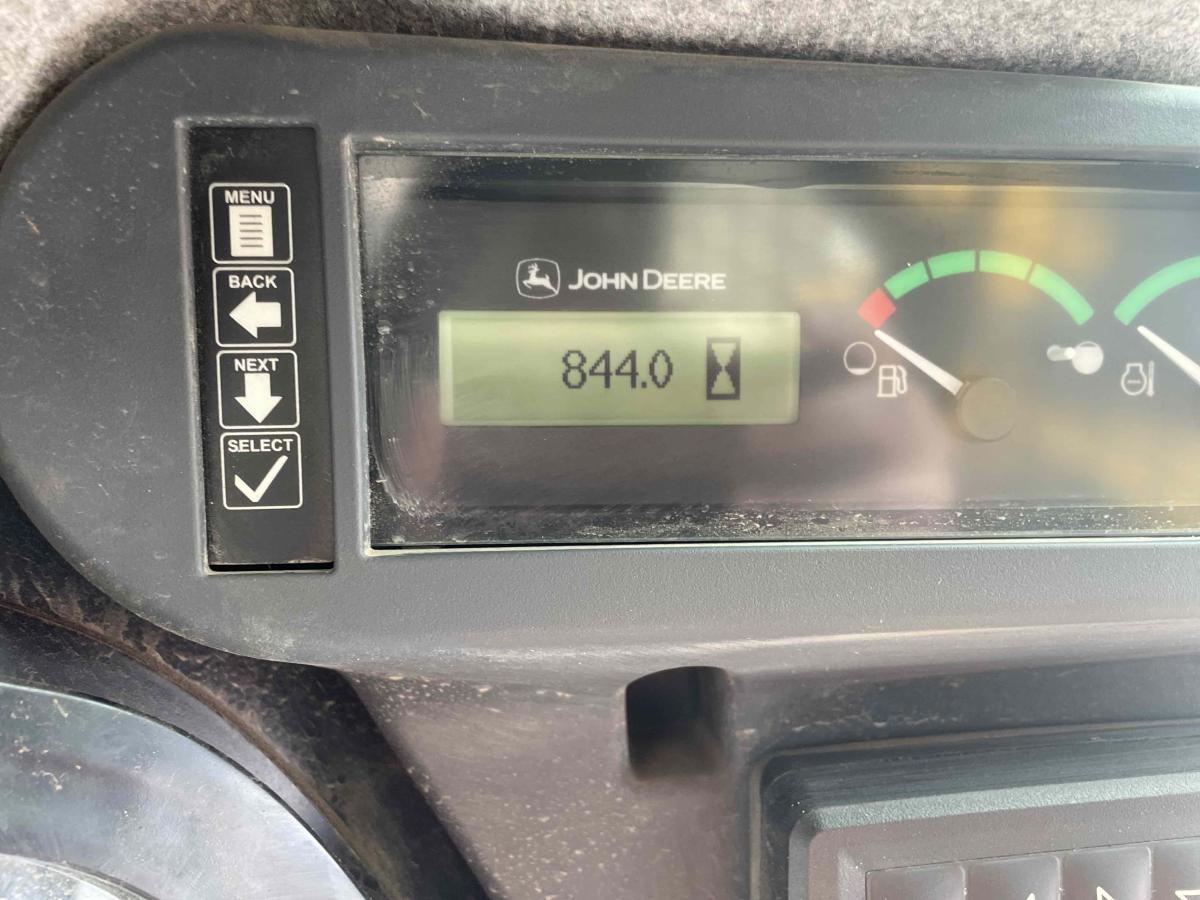 MENU
BACK
NEXT
SELECT
JOHN DEERE
844.0